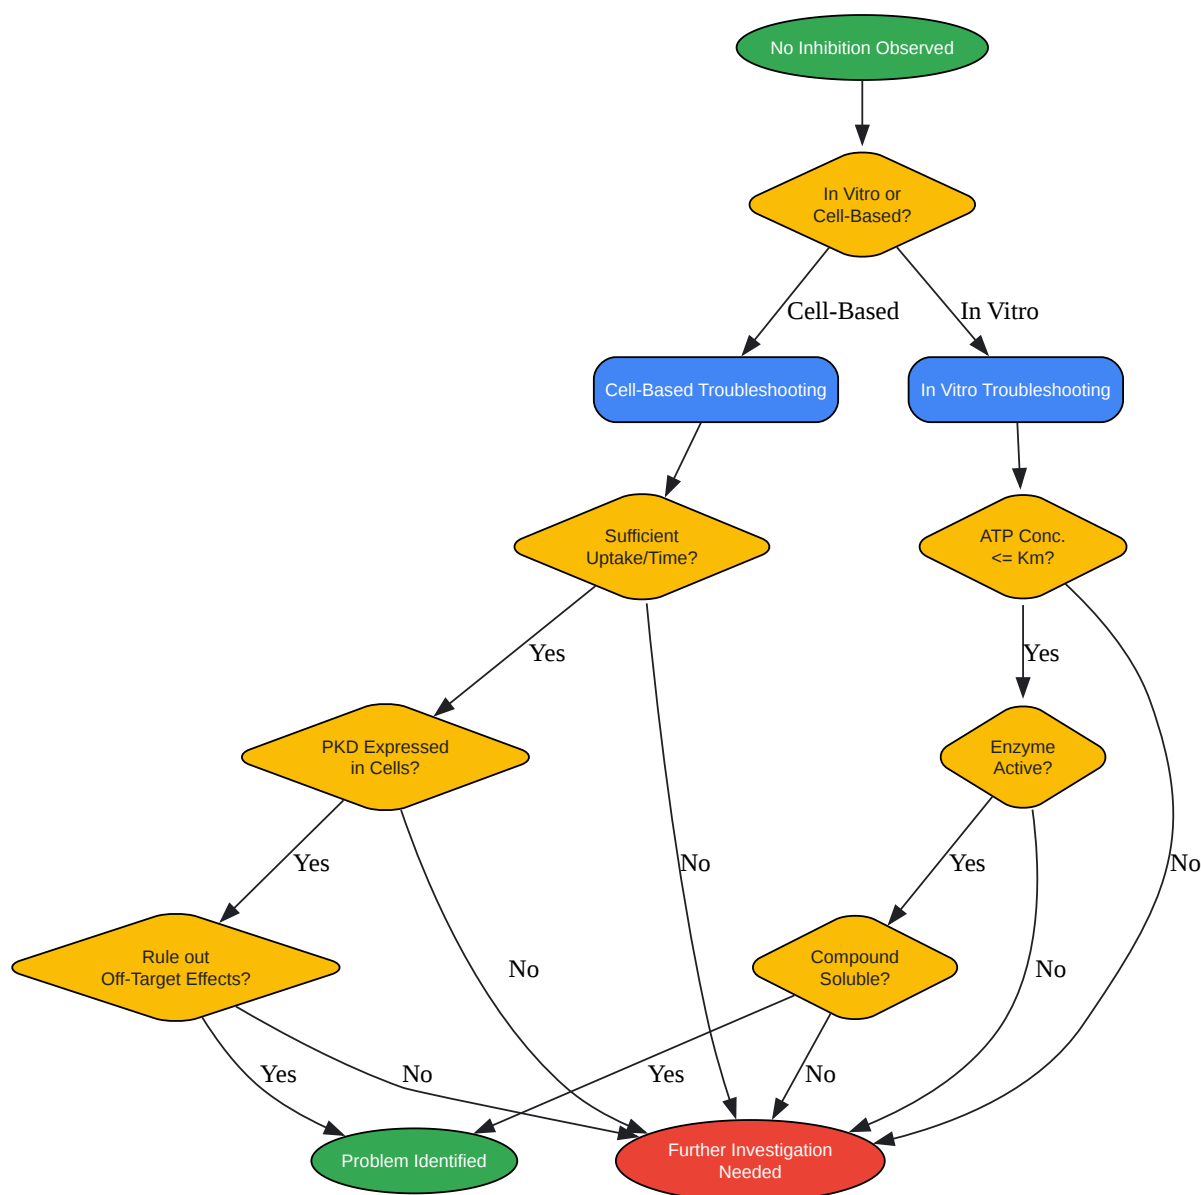 No Inhibition Observed
In Vitro or
Cell-Based?
Cell-Based
In Vitro
Cell-Based Troubleshooting
In Vitro Troubleshooting
Sufficient
Uptake/Time?
ATP Conc.
<= Km?
Yes
Yes
PKD Expressed
in Cells?
Enzyme
Active?
Yes
No
Yes
No
Rule out
Off-Target Effects?
No
Compound
Soluble?
No
Yes
No
Yes
No
Problem Identified
Further Investigation
Needed